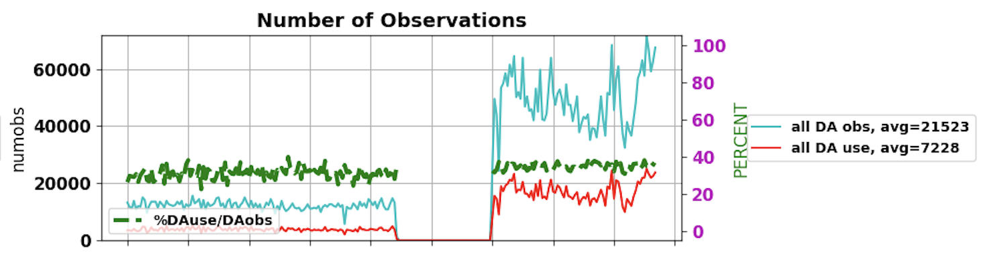 Number of Observations
numobs
60000
40000
20000
0
%DAuse/DAobs
100
80
60
40
20
0
PERCENT
all DA obs, avg=21523
all DA use, avg=7228